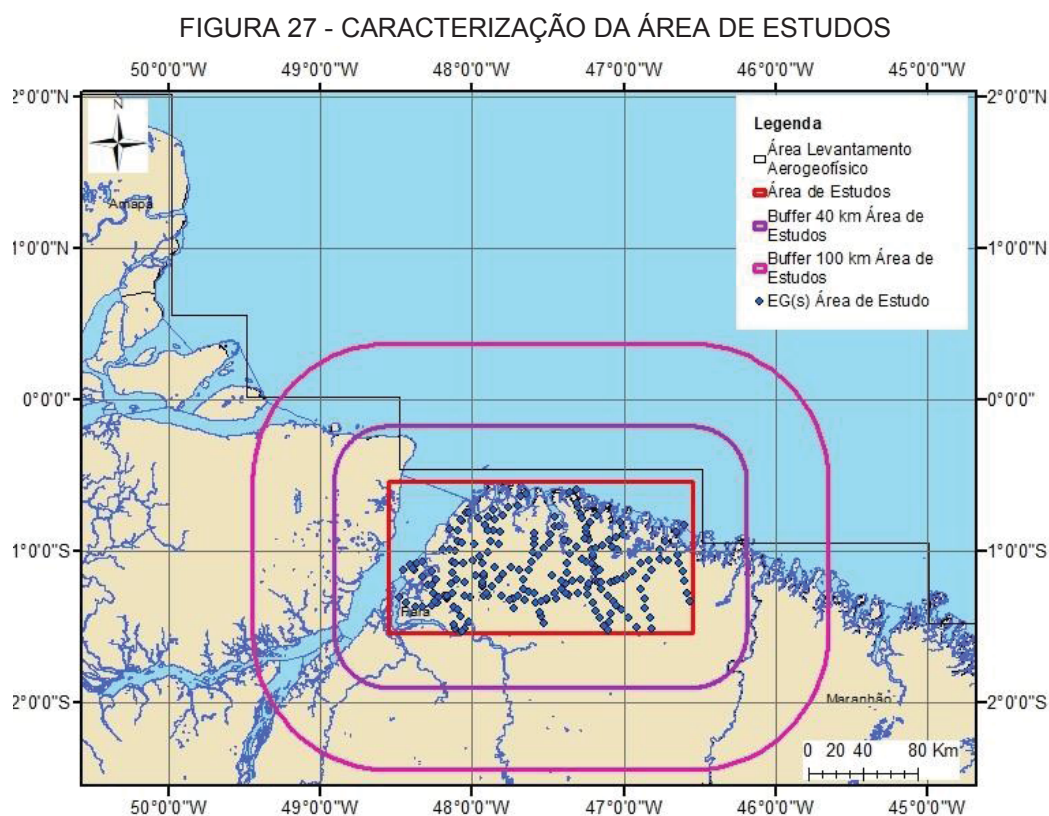 FIGURA 27 - CARACTERIZAÇÃO DA ÁREA DE ESTUDOS
50°0'0"W 49°0'0"W 48°0'0"W 47°0'0"W 46°0'0"W 45°0'0"W
2°0'0"N 2°0'0"N
N
Legenda
Área Levantamento
Aerogeofísico
Área de Estudos
Buffer 40 km Área de
Estudos
Buffer 100 km Área de
Estudos
EG(s) Área de Estudo
Amapá
1°0'0"N 1°0'0"N
0°0'0" 0°0'0"
1°0'0"S 1°0'0"S
Pará
2°0'0"S 2°0'0"S
Maranhão
0 20 40 80 Km
50°0'0"W 49°0'0"W 48°0'0"W 47°0'0"W 46°0'0"W 45°0'0"W